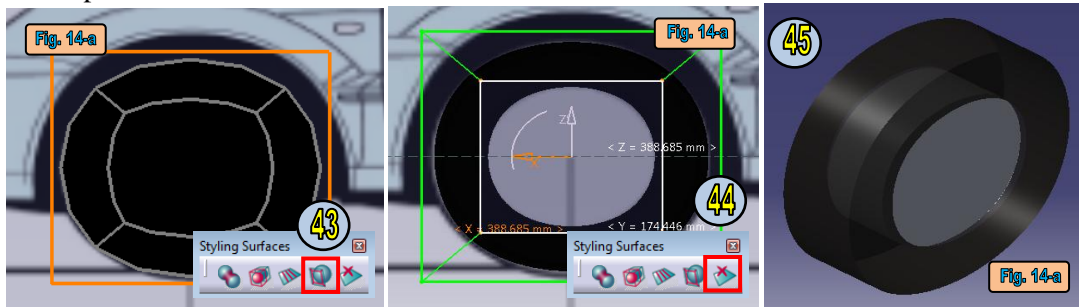 Fig. 14-a
43
Styling Surfaces
Fig. 14-a
Z
< Z = 388.685 mm >
< X = 388.685 mm >
< Y = 174.446 mm >
44
Styling Surfaces
45
Fig. 14-a